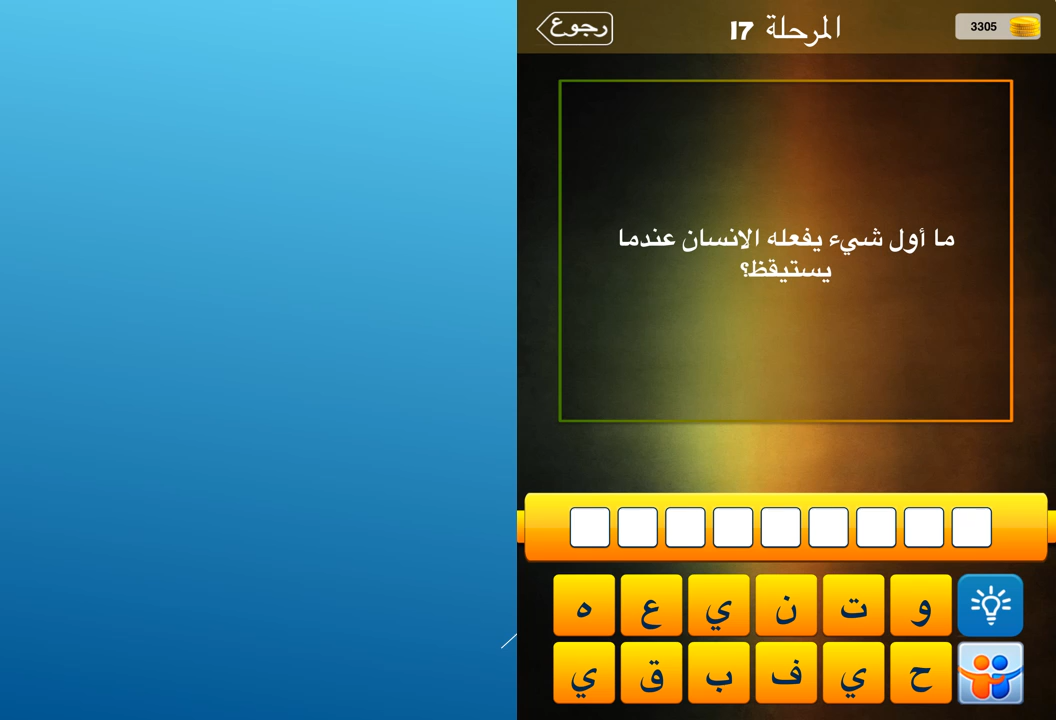 رجوع
المرحلة 17
3305
ما أول شيء يفعله الانسان عندما
يستيقظ؟
و ت ن ي ع ه
ح ي ف ب ق ي